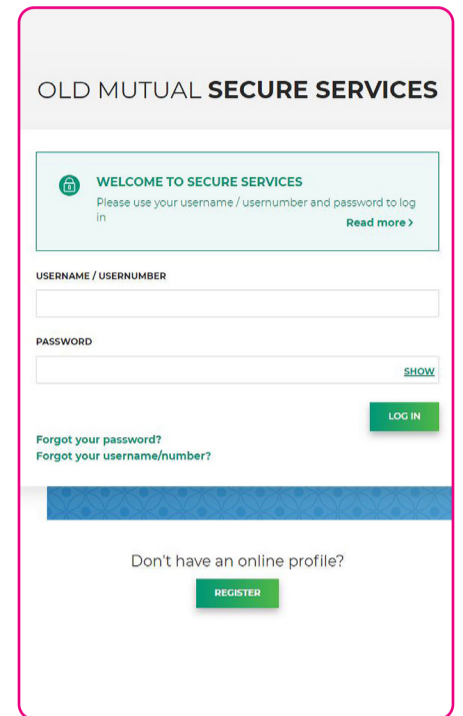 OLD MUTUAL SECURE SERVICES
WELCOME TO SECURE SERVICES
Please use your username / usernumber and password to log
in
Read more >
USERNAME / USERNUMBER
PASSWORD
SHOW
LOG IN
Forgot your password?
Forgot your username/number?
Don't have an online profile?
REGISTER